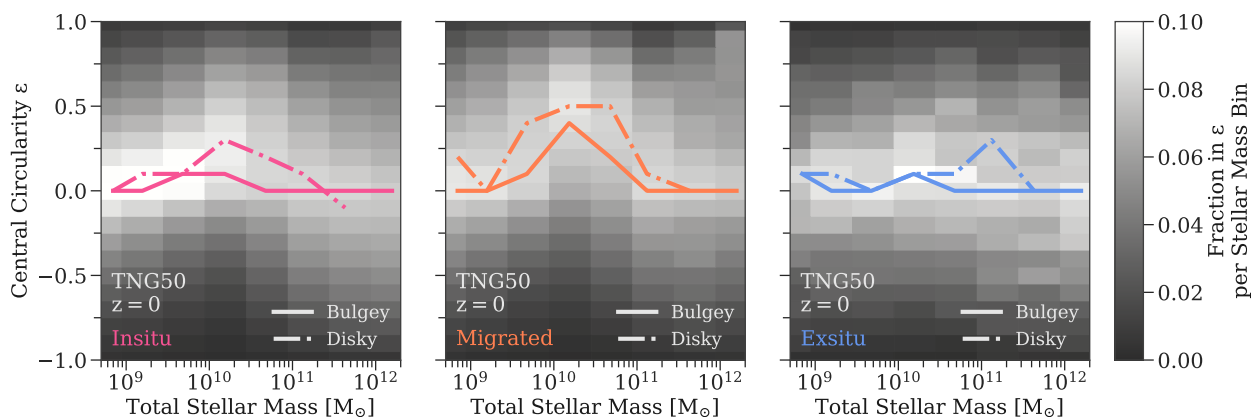 1.0
0.5
0.0
−0.5
−1.0
Central Circularity ε
TNG50
z = 0
Insitu
Bulgey
Disky
10⁹
10¹⁰
10¹¹
10¹²
Total Stellar Mass [M⊙]
TNG50
z = 0
Migrated
Bulgey
Disky
10⁹
10¹⁰
10¹¹
10¹²
Total Stellar Mass [M⊙]
TNG50
z = 0
Exsitu
Bulgey
Disky
10⁹
10¹⁰
10¹¹
10¹²
Total Stellar Mass [M⊙]
0.10
0.08
0.06
0.04
0.02
0.00
Fraction in ε
per Stellar Mass Bin